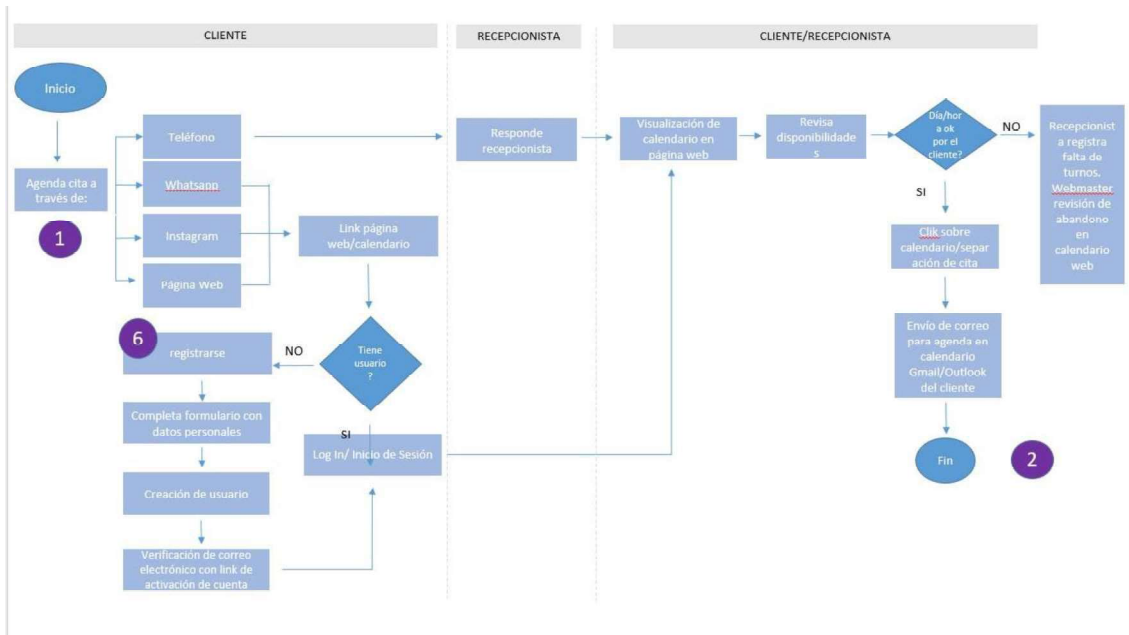 CLIENTE
RECEPCIONISTA
CLIENTE/RECEPCIONISTA
Inicio
Agenda cita a
través de:
1
Teléfono
Whatsapp
Instagram
Página Web
Link página
web/calendario
Tiene
usuario
?
NO
SI
6
registrarse
Completa formulario con
datos personales
Creación de usuario
Verificación de correo
electrónico con link de
activación de cuenta
Log In/ Inicio de Sesión
Responde
recepcionista
Visualización de
calendario en
página web
Revisa
disponibilidade
s
Día/hor
a ok
por el
cliente?
NO
Recepcionist
a registra
falta de
turnos.
Webmaster
revisión de
abandono
en
calendario
web
SI
Clik sobre
calendario/separ
ación de cita
Envío de correo
para agenda en
calendario
Gmail/Outlook
del cliente
Fin
2